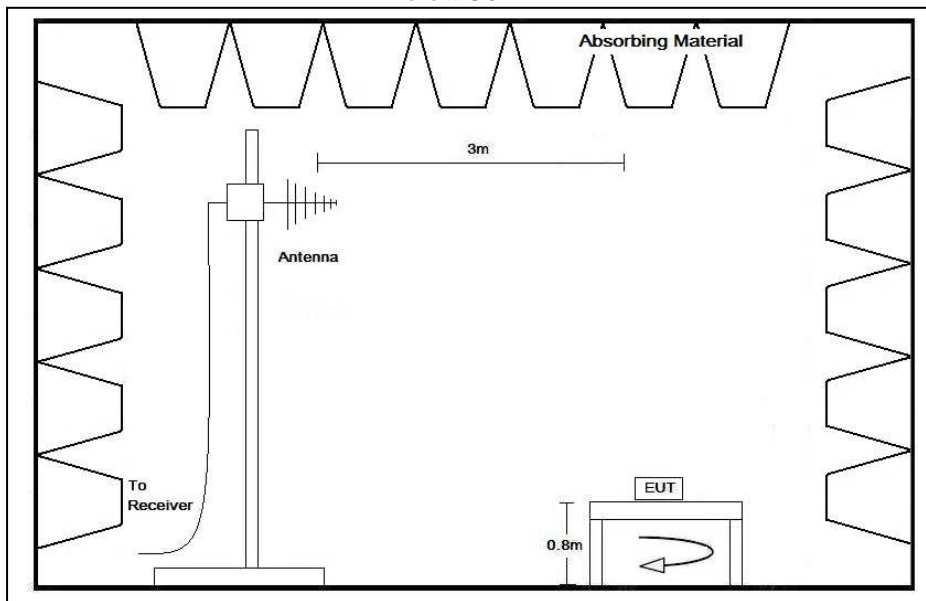 Absorbing Material
3m
Antenna
To
Receiver
EUT
0.8m